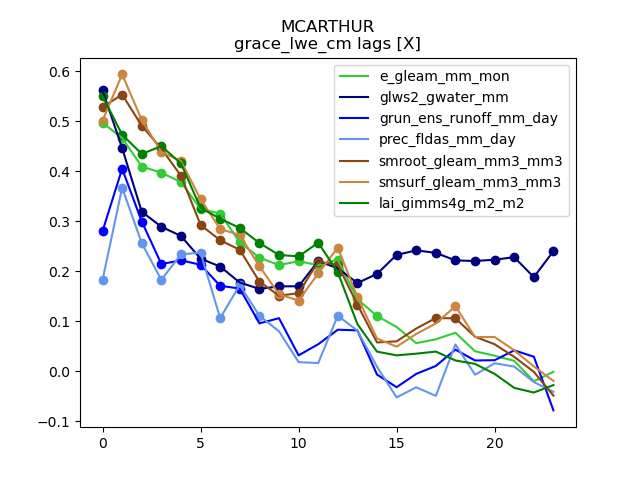 MCARTHUR
grace_lwe_cm lags [X]
e_gleam_mm_mon
glws2_gwater_mm
grun_ens_runoff_mm_day
prec_fldas_mm_day
smroot_gleam_mm3_mm3
smsurf_gleam_mm3_mm3
lai_gimms4g_m2_m2
0.6
0.5
0.4
0.3
0.2
0.1
0.0
−0.1
0 5 10 15 20